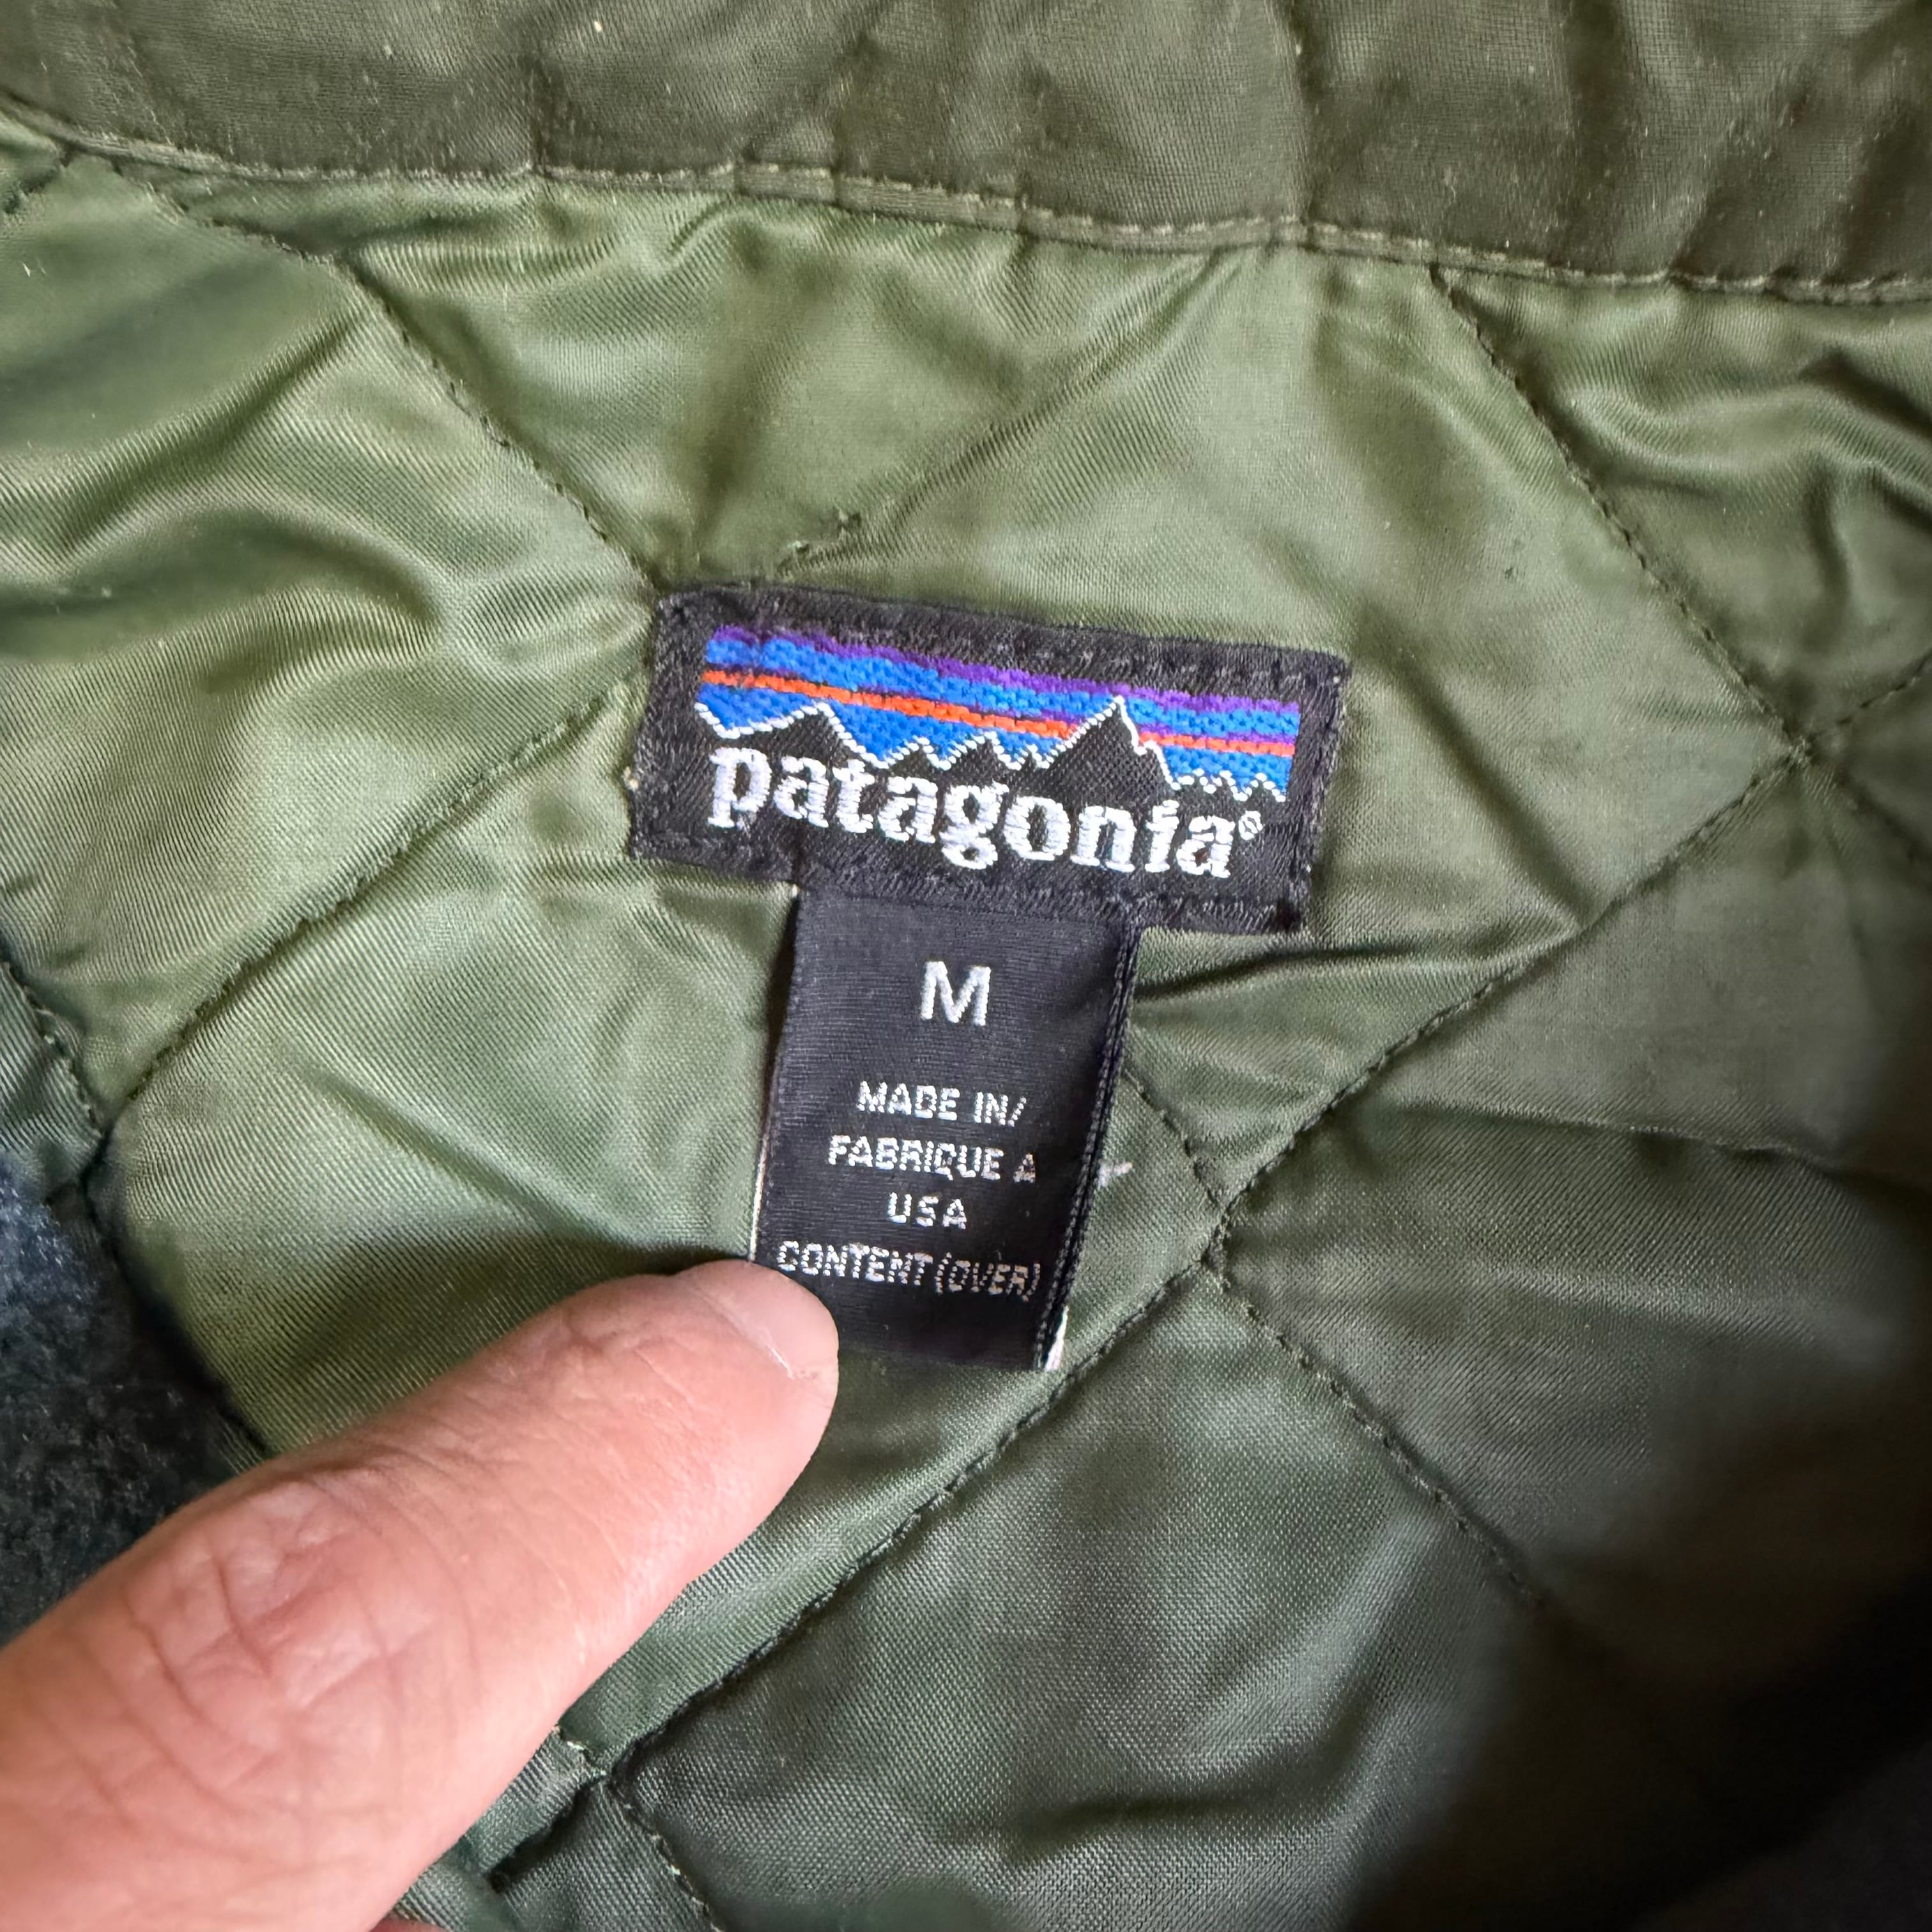 patagonia®
M
MADE IN/
FABRIQUE A
USA
CONTENT(OVER)